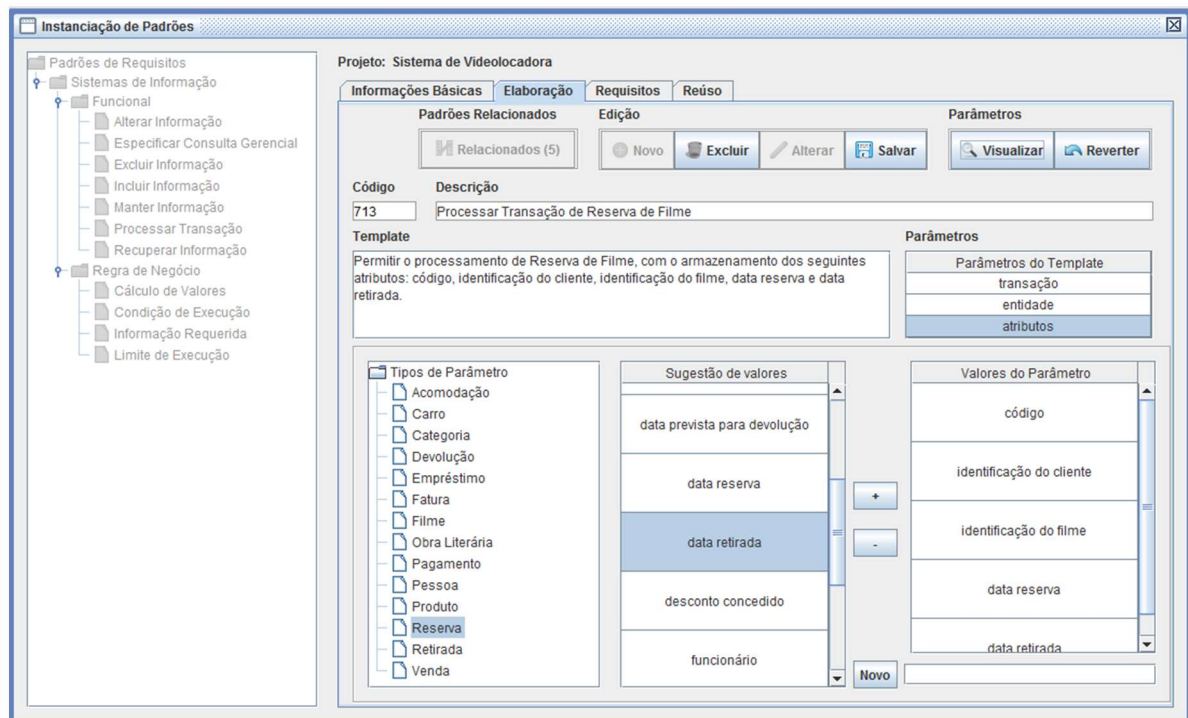 Instanciação de Padrões
Padrões de Requisitos
Sistemas de Informação
Funcional
Alterar Informação
Especificar Consulta Gerencial
Excluir Informação
Incluir Informação
Manter Informação
Processar Transação
Recuperar Informação
Regra de Negócio
Cálculo de Valores
Condição de Execução
Informação Requerida
Limite de Execução
Projeto: Sistema de Videolocadora
Informações Básicas Elaboração Requisitos Reúso
Padrões Relacionados Edição Parâmetros
Relacionados (5) Novo Excluir Alterar Salvar Visualizar Reverter
Código Descrição
713 Processar Transação de Reserva de Filme
Template
Permitir o processamento de Reserva de Filme, com o armazenamento dos seguintes
atributos: código, identificação do cliente, identificação do filme, data reserva e data
retirada.
Parâmetros
Parâmetros do Template
transação
entidade
atributos
Tipos de Parâmetro
Acomodação
Carro
Categoria
Devolução
Empréstimo
Fatura
Filme
Obra Literária
Pagamento
Pessoa
Produto
Reserva
Retirada
Venda
Sugestão de valores
data prevista para devolução
data reserva
data retirada
desconto concedido
funcionário
+
-
Valores do Parâmetro
código
identificação do cliente
identificação do filme
data reserva
data retirada
Novo